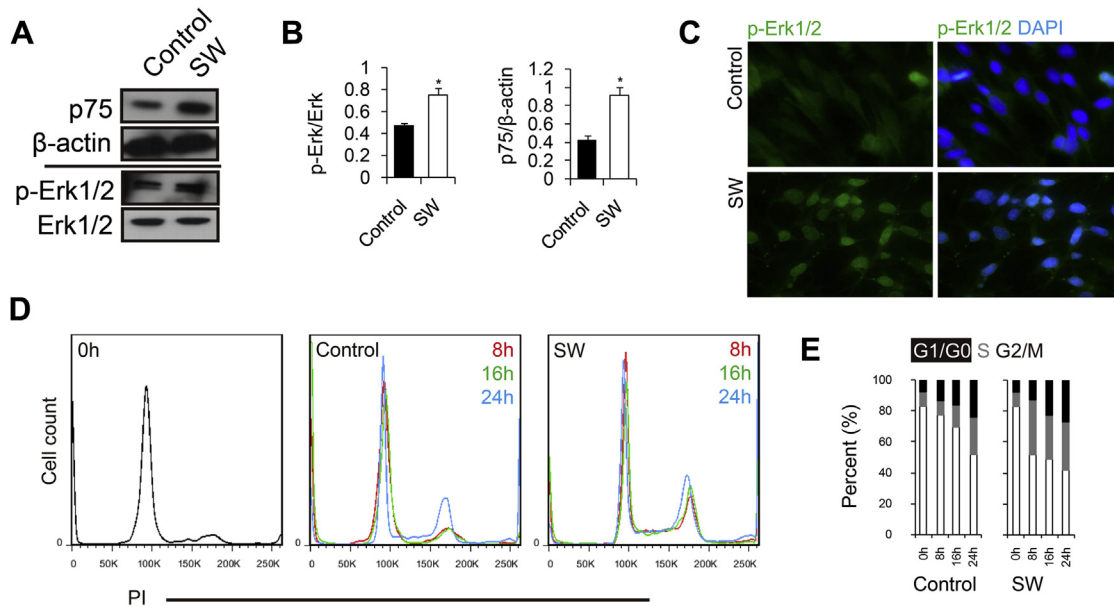 A
Control
SW
p75
β-actin
p-Erk1/2
Erk1/2
B
p-Erk/Erk
1
0.8
0.6
0.4
0.2
0
*
Control
SW
p75/β-actin
1.2
1
0.8
0.6
0.4
0.2
0
*
Control
SW
C
p-Erk1/2
p-Erk1/2 DAPI
Control
SW
D
Cell count
0h
0
0 50K 100K 150K 200K 250K
Control
8h
16h
24h
0
0 50K 100K 150K 200K 250K
SW
8h
16h
24h
0
0 50K 100K 150K 200K 250K
PI
E
G1/G0 S G2/M
Percent (%)
100
80
60
40
20
0
0h 8h 16h 24h
Control
0h 8h 16h 24h
SW